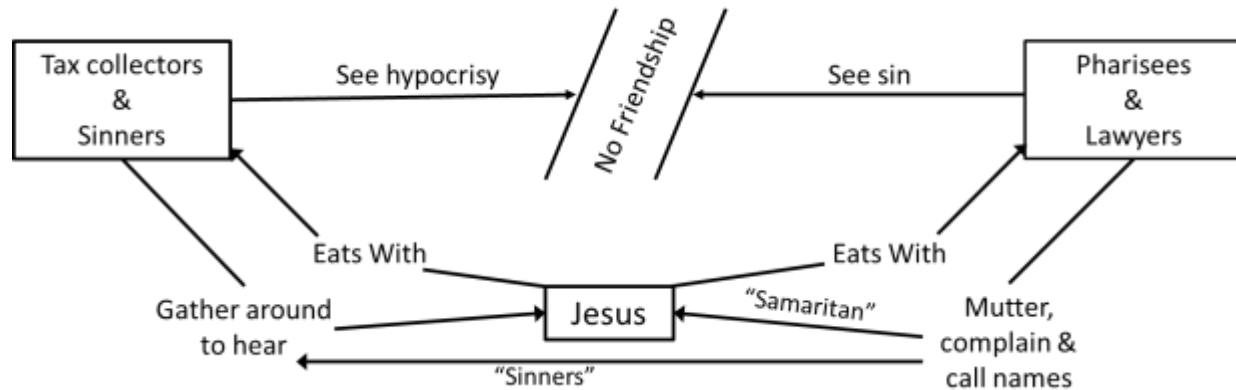 Tax collectors
&
Sinners
See hypocrisy
No Friendship
See sin
Pharisees
&
Lawyers
Eats With
Eats With
Gather around
to hear
Jesus
“Samaritan”
Mutter,
complain &
call names
“Sinners”